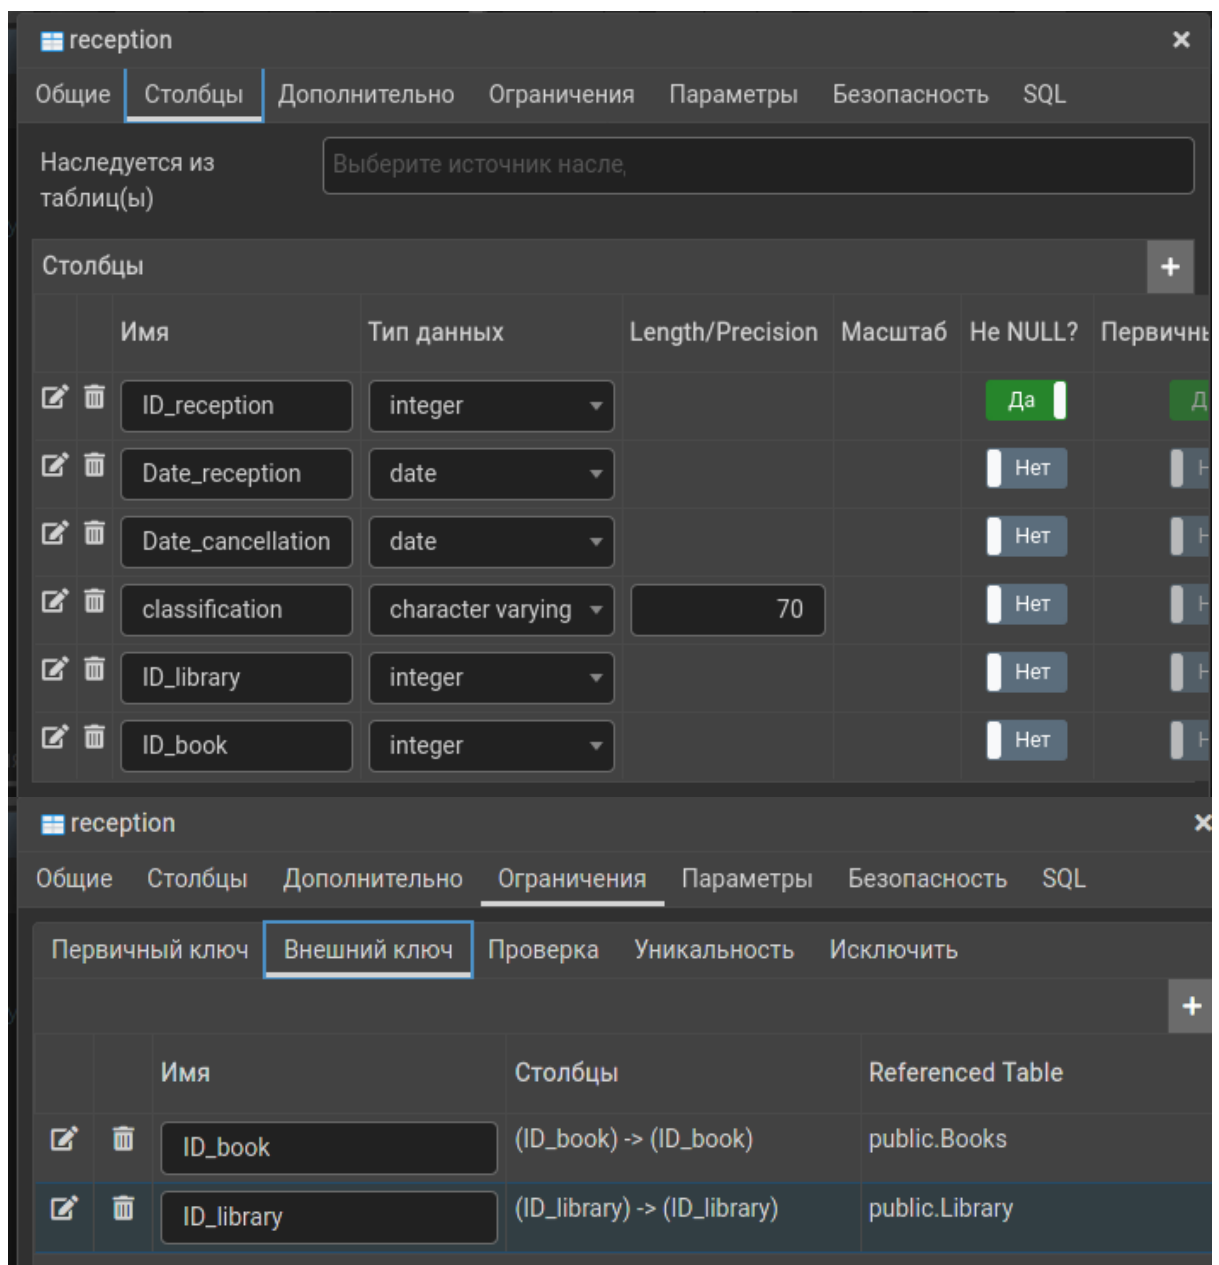 reception
Общие Столбцы Дополнительно Ограничения Параметры Безопасность SQL
Наследуется из
таблиц(ы)
Выберите источник насле
Столбцы
Имя Тип данных Length/Precision Масштаб Не NULL? Первичны
ID_reception integer Да Д
Date_reception date Нет
Date_cancellation date Нет
classification character varying 70 Нет
ID_library integer Нет
ID_book integer Нет
reception
Общие Столбцы Дополнительно Ограничения Параметры Безопасность SQL
Первичный ключ Внешний ключ Проверка Уникальность Исключить
Имя Столбцы Referenced Table
ID_book (ID_book) -> (ID_book) public.Books
ID_library (ID_library) -> (ID_library) public.Library